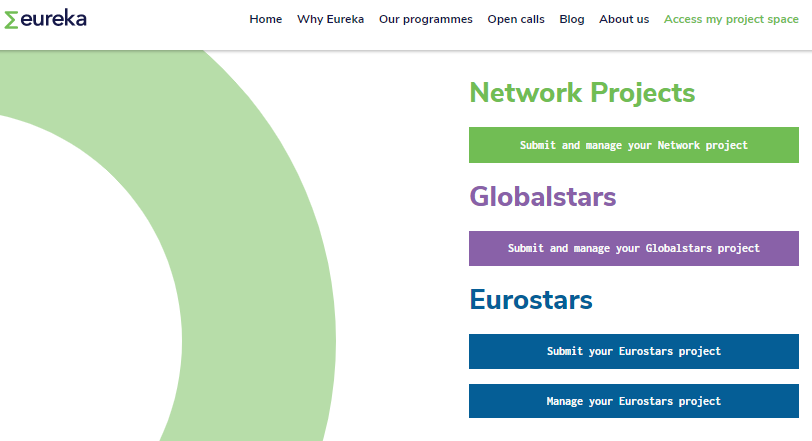 Σeureka
Home Why Eureka Our programmes Open calls Blog About us Access my project space
Network Projects
Submit and manage your Network project
Globalstars
Submit and manage your Globalstars project
Eurostars
Submit your Eurostars project
Manage your Eurostars project